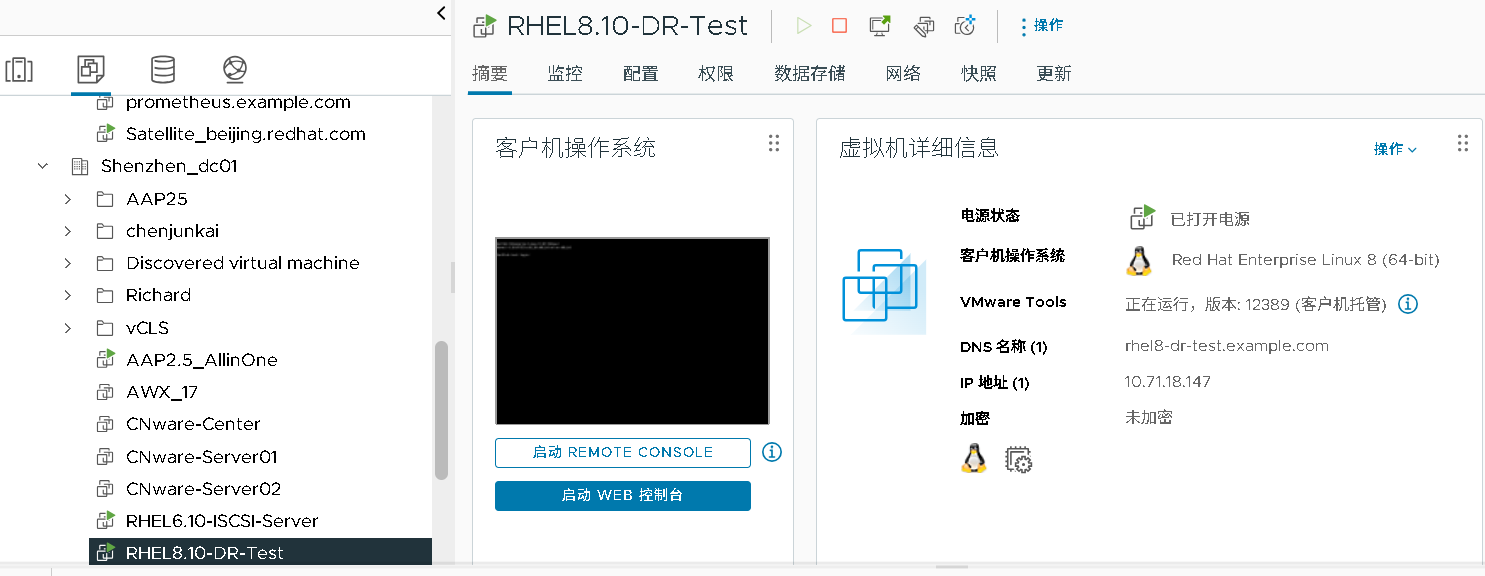 RHEL8.10-DR-Test
操作
摘要 监控 配置 权限 数据存储 网络 快照 更新
prometheus.example.com
Satellite_beijing.redhat.com
Shenzhen_dc01
AAP25
chenjunkai
Discovered virtual machine
Richard
vCLS
AAP2.5_AllinOne
AWX_17
CNware-Center
CNware-Server01
CNware-Server02
RHEL6.10-ISCSI-Server
RHEL8.10-DR-Test
客户机操作系统
启动 REMOTE CONSOLE
启动 WEB 控制台
虚拟机详细信息
操作
电源状态 已打开电源
客户机操作系统 Red Hat Enterprise Linux 8 (64-bit)
VMware Tools 正在运行，版本: 12389 (客户机托管)
DNS 名称 (1) rhel8-dr-test.example.com
IP 地址 (1) 10.71.18.147
加密 未加密